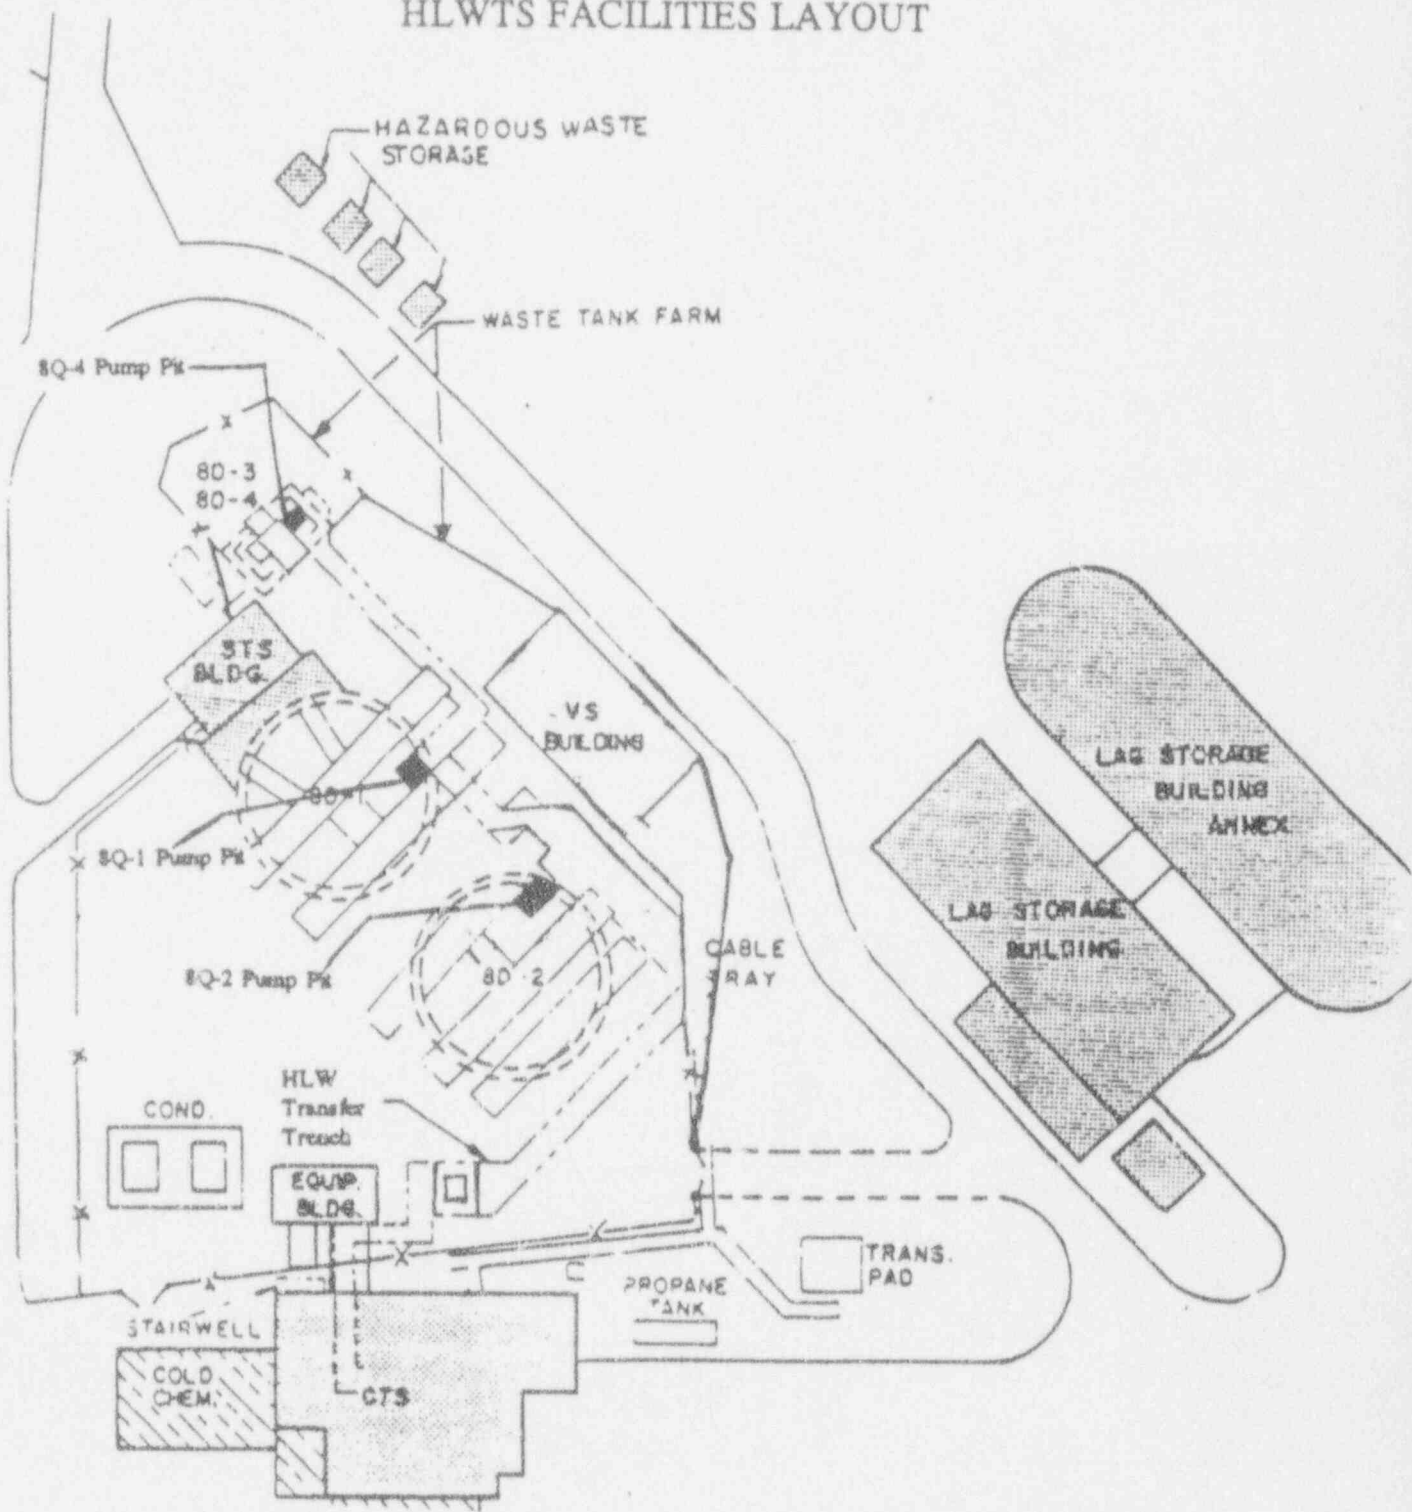 HLWTS FACILITIES LAYOUT
HAZARDOUS WASTE
STORAGE
WASTE TANK FARM
8Q-4 Pump Pit
8D-3
8D-4
STS
BLDG.
VS
BUILDING
8D-1
8Q-1 Pump Pit
8Q-2 Pump Pit
8D-2
CABLE
TRAY
LAG STORAGE
BUILDING
ANNEX
LAG STORAGE
BUILDING
HLW
Transfer
Trench
COND.
EQUIP.
BLDG.
TRANS.
PAD
PROPANE
TANK
STAIRWELL
COLD
CHEM.
CTS